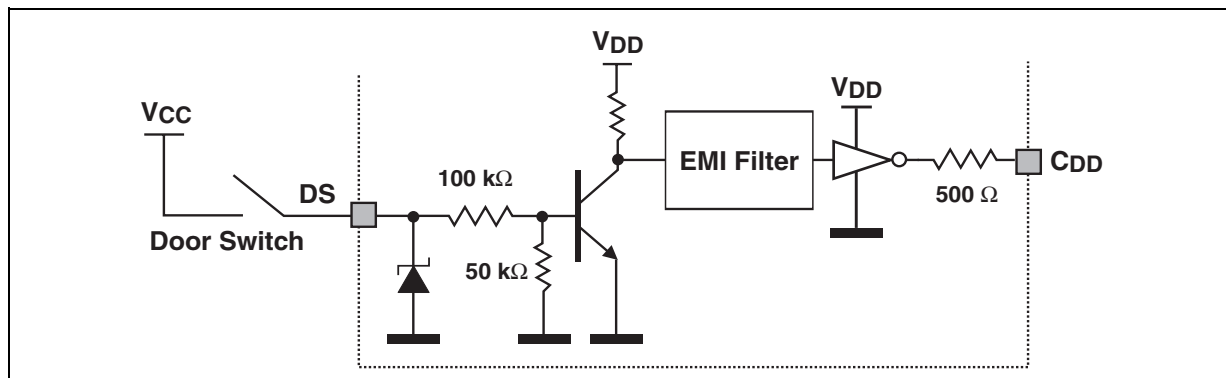 VDD
VCC
VDD
DS
100 kΩ
EMI Filter
CDD
500 Ω
Door Switch
50 kΩ